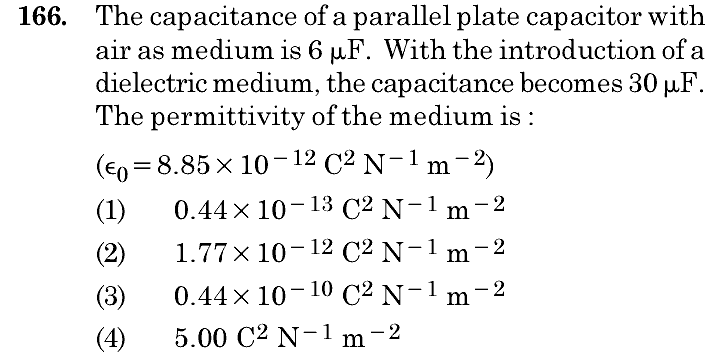 166. The capacitance of a parallel plate capacitor with
air as medium is 6 μF. With the introduction of a
dielectric medium, the capacitance becomes 30 μF.
The permittivity of the medium is :
(ϵ₀ = 8.85 × 10⁻¹² C² N⁻¹ m⁻²)
(1) 0.44 × 10⁻¹³ C² N⁻¹ m⁻²
(2) 1.77 × 10⁻¹² C² N⁻¹ m⁻²
(3) 0.44 × 10⁻¹⁰ C² N⁻¹ m⁻²
(4) 5.00 C² N⁻¹ m⁻²